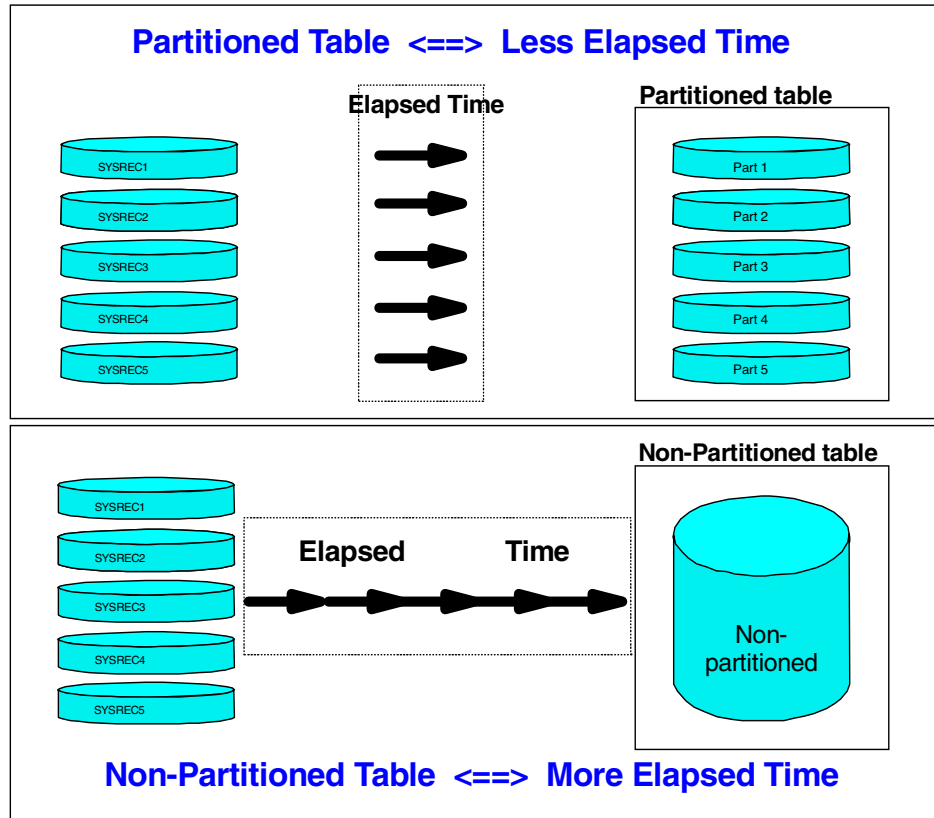 Partitioned Table <==> Less Elapsed Time
Elapsed Time
Partitioned table
SYSREC1
SYSREC2
SYSREC3
SYSREC4
SYSREC5
Part 1
Part 2
Part 3
Part 4
Part 5
Non-Partitioned table
SYSREC1
SYSREC2
SYSREC3
SYSREC4
SYSREC5
Elapsed Time
Non-
partitioned
Non-Partitioned Table <==> More Elapsed Time